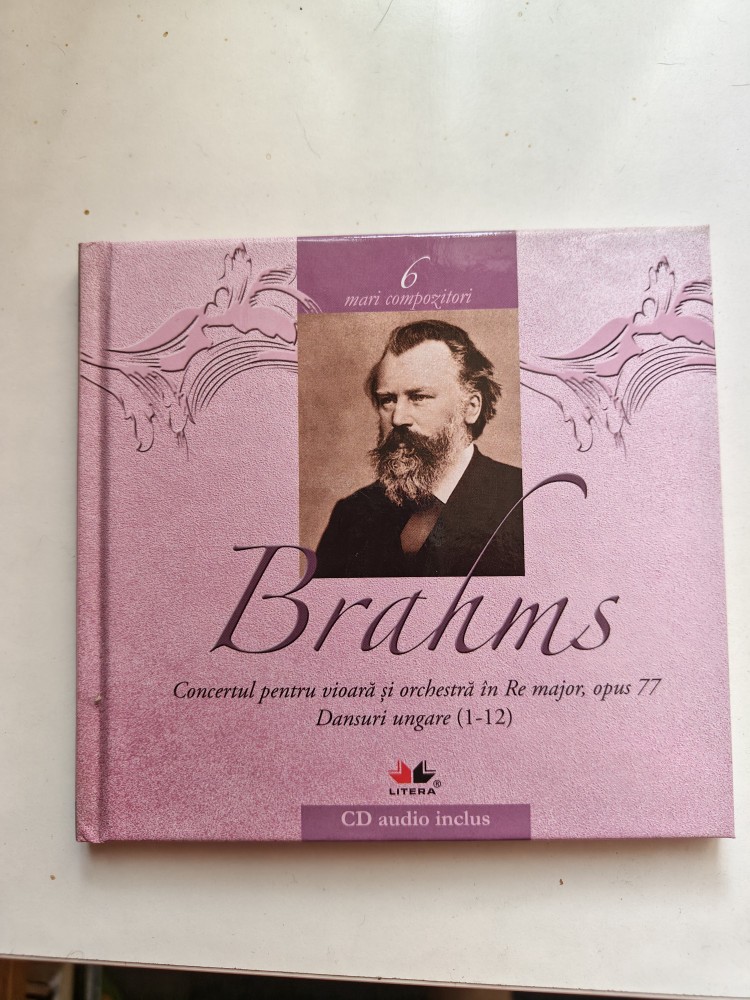 6
mari compozitori
Brahms
Concertul pentru vioară și orchestră în Re major, opus 77
Dansuri ungare (1-12)
LITERA®
CD audio inclus